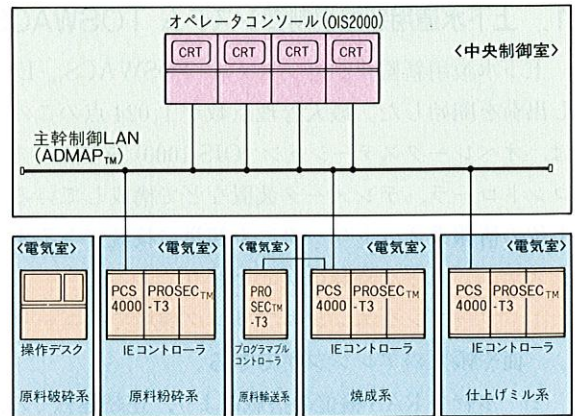 オペレータコンソール(OIS2000)
CRT CRT CRT CRT
〈中央制御室〉
主幹制御LAN
(ADMAPTM)
〈電気室〉
操作デスク
原料破砕系
〈電気室〉
PCS
4000
PROSECTM
-T3
IEコントローラ
原料粉砕系
〈電気室〉
PRO
SECTM
-T3
プログラマブル
コントローラ
原料輸送系
〈電気室〉
PCS
4000
PROSECTM
-T3
IEコントローラ
焼成系
〈電気室〉
PCS
4000
PROSECTM
-T3
IEコントローラ
仕上げミル系